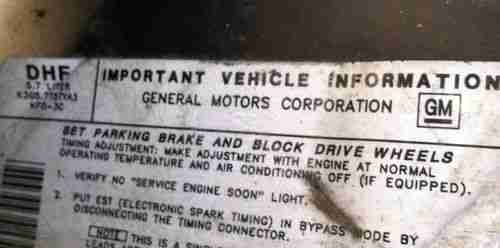 DHF
5.7 LITER
HFB-3C
IMPORTANT VEHICLE INFORMATION
GENERAL MOTORS CORPORATION GM
SET PARKING BRAKE AND BLOCK DRIVE WHEELS
TIMING ADJUSTMENT: MAKE ADJUSTMENT WITH ENGINE AT NORMAL
OPERATING TEMPERATURE AND AIR CONDITIONING OFF (IF EQUIPPED).
1. VERIFY NO "SERVICE ENGINE SOON" LIGHT.
2. PUT EST (ELECTRONIC SPARK TIMING) IN BYPASS MODE BY
DISCONNECTING THE TIMING CONNECTOR.
NOTE THIS IS A